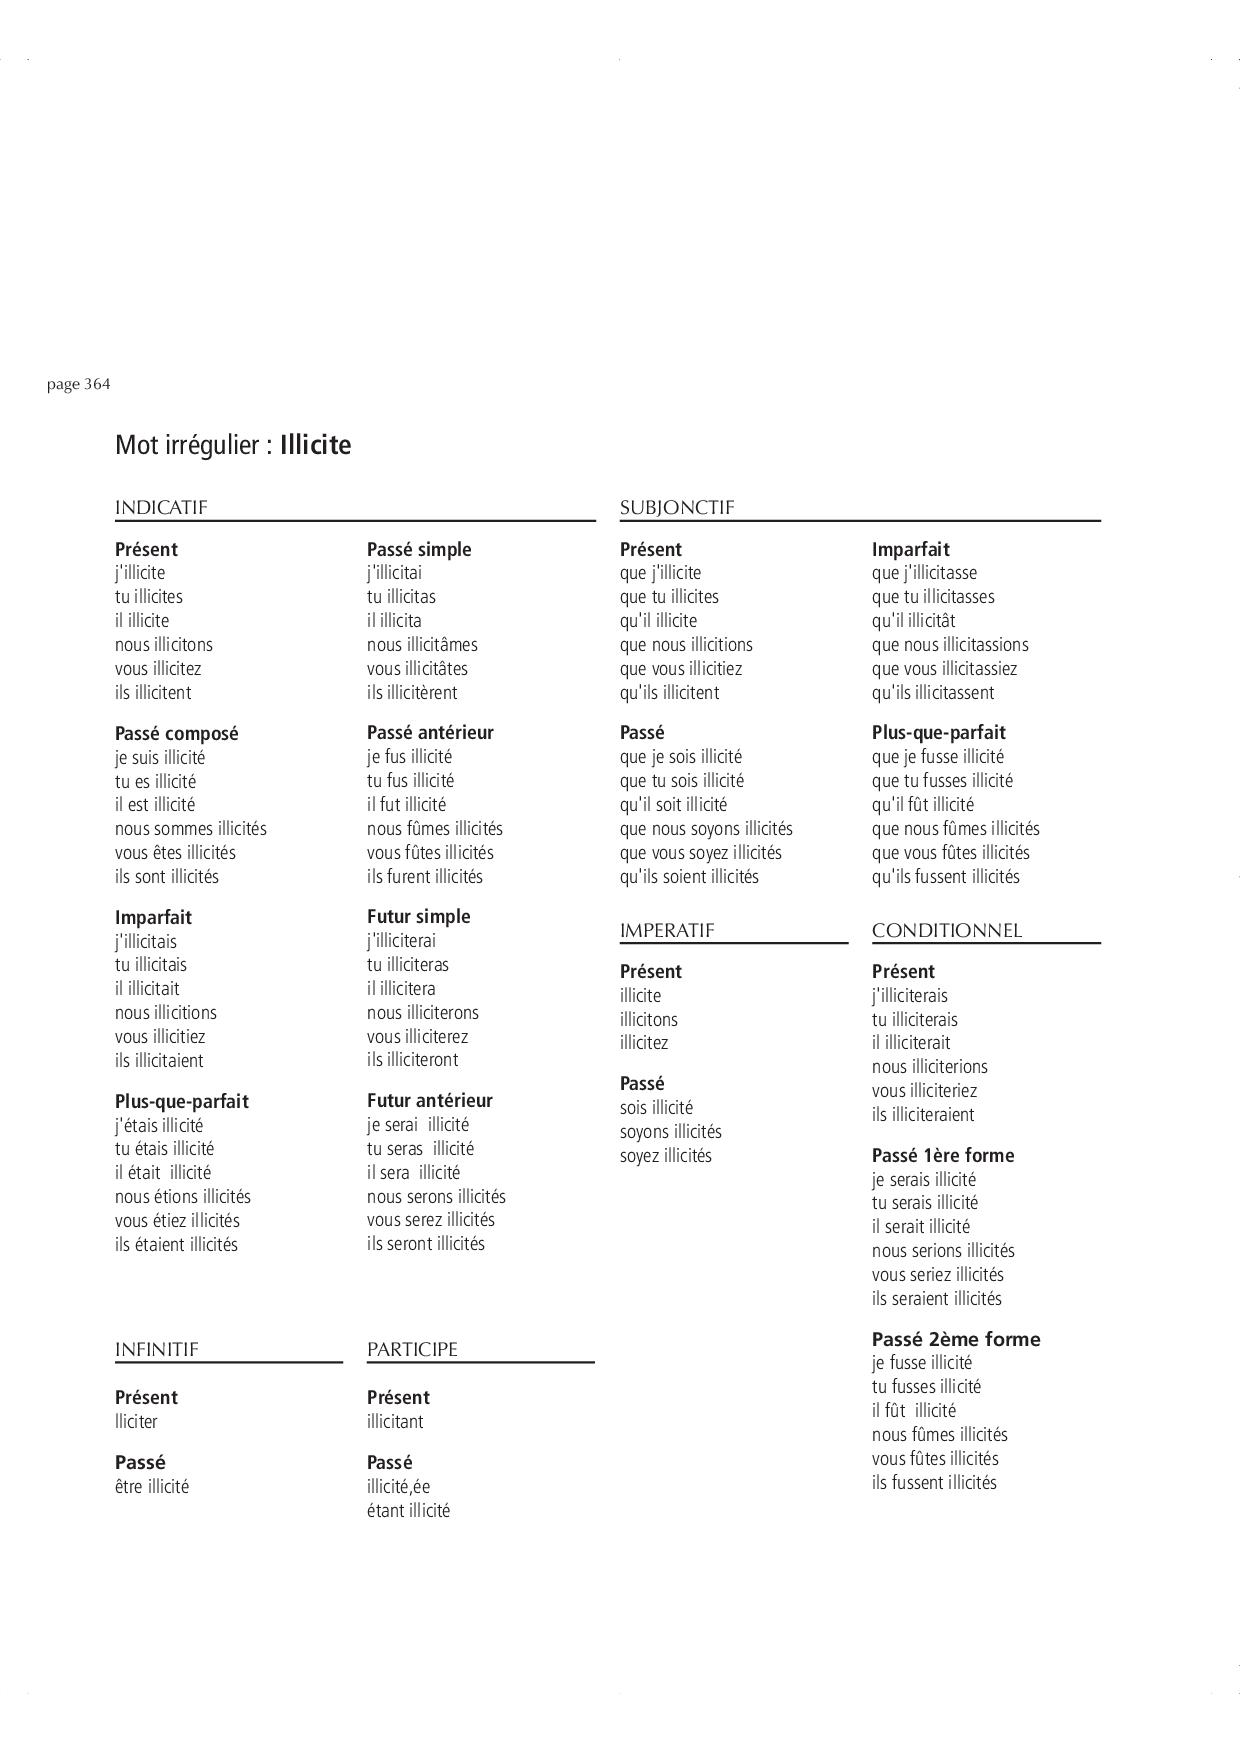 page 364
Mot irrégulier : Illicite
INDICATIF
Présent
j'illicite
tu illicites
il illicite
nous illicitons
vous illicitez
ils illicitent
Passé composé
je suis illicité
tu es illicité
il est illicité
nous sommes illicités
vous êtes illicités
ils sont illicités
Imparfait
j'illicitais
tu illicitais
il illicitait
nous illicitions
vous illicitiez
ils illicitaient
Plus-que-parfait
j'étais illicité
tu étais illicité
il était illicité
nous étions illicités
vous étiez illicités
ils étaient illicités
Passé simple
j'illicitai
tu illicitas
il illicita
nous illicitâmes
vous illicitâtes
ils illicitèrent
Passé antérieur
je fus illicité
tu fus illicité
il fut illicité
nous fûmes illicités
vous fûtes illicités
ils furent illicités
Futur simple
j'illiciterai
tu illiciteras
il illicitera
nous illiciterons
vous illiciterez
ils illiciteront
Futur antérieur
je serai illicité
tu seras illicité
il sera illicité
nous serons illicités
vous serez illicités
ils seront illicités
SUBJONCTIF
Présent
que j'illicite
que tu illicites
qu'il illicite
que nous illicitions
que vous illicitiez
qu'ils illicitent
Passé
que je sois illicité
que tu sois illicité
qu'il soit illicité
que nous soyons illicités
que vous soyez illicités
qu'ils soient illicités
Imparfait
que j'illicitasse
que tu illicitasses
qu'il illicitât
que nous illicitassions
que vous illicitassiez
qu'ils illicitassent
Plus-que-parfait
que je fusse illicité
que tu fusses illicité
qu'il fût illicité
que nous fûmes illicités
que vous fûtes illicités
qu'ils fussent illicités
IMPERATIF
Présent
illicite
illicitons
illicitez
Passé
sois illicité
soyons illicités
soyez illicités
CONDITIONNEL
Présent
j'illiciterais
tu illiciterais
il illiciterait
nous illiciterions
vous illiciteriez
ils illiciteraient
Passé 1ère forme
je serais illicité
tu serais illicité
il serait illicité
nous serions illicités
vous seriez illicités
ils seraient illicités
Passé 2ème forme
je fusse illicité
tu fusses illicité
il fût illicité
nous fûmes illicités
vous fûtes illicités
ils fussent illicités
INFINITIF
Présent
lliciter
Passé
être illicité
PARTICIPE
Présent
illicitant
Passé
illicité,ée
étant illicité